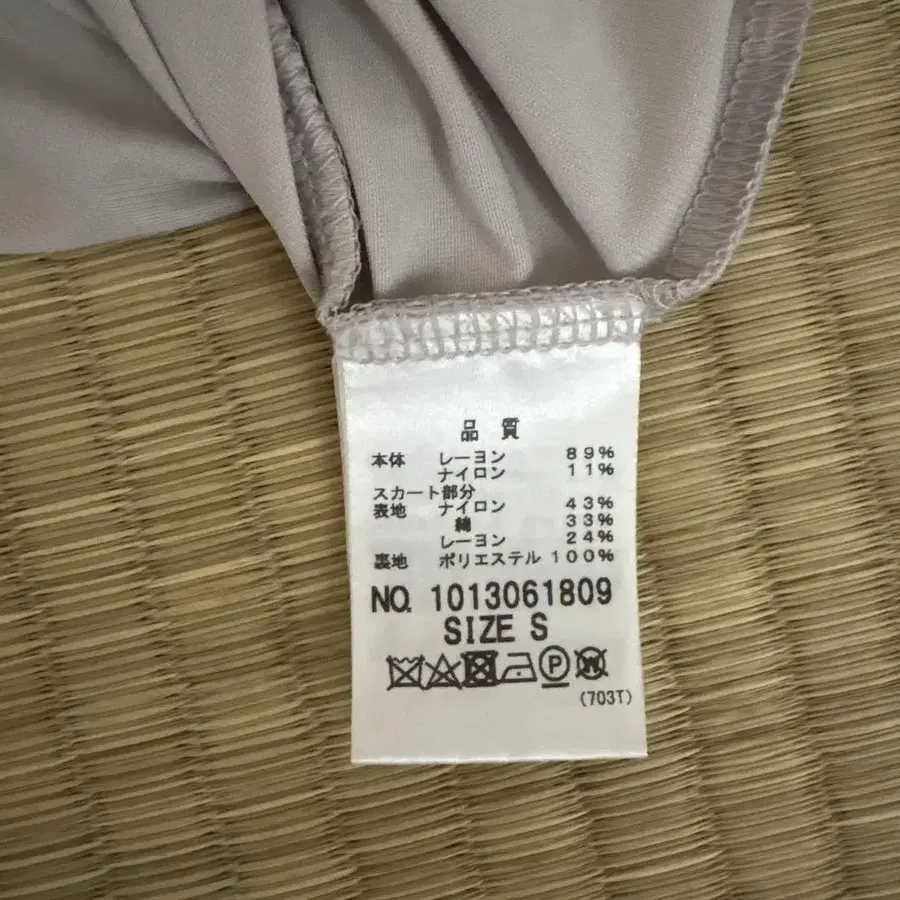 品質
本体 レーヨン 89%
ナイロン 11%
スカート部分
表地 ナイロン 43%
綿 33%
レーヨン 24%
裏地 ポリエステル 100%
NO. 1013061809
SIZE S
P W
(703T)